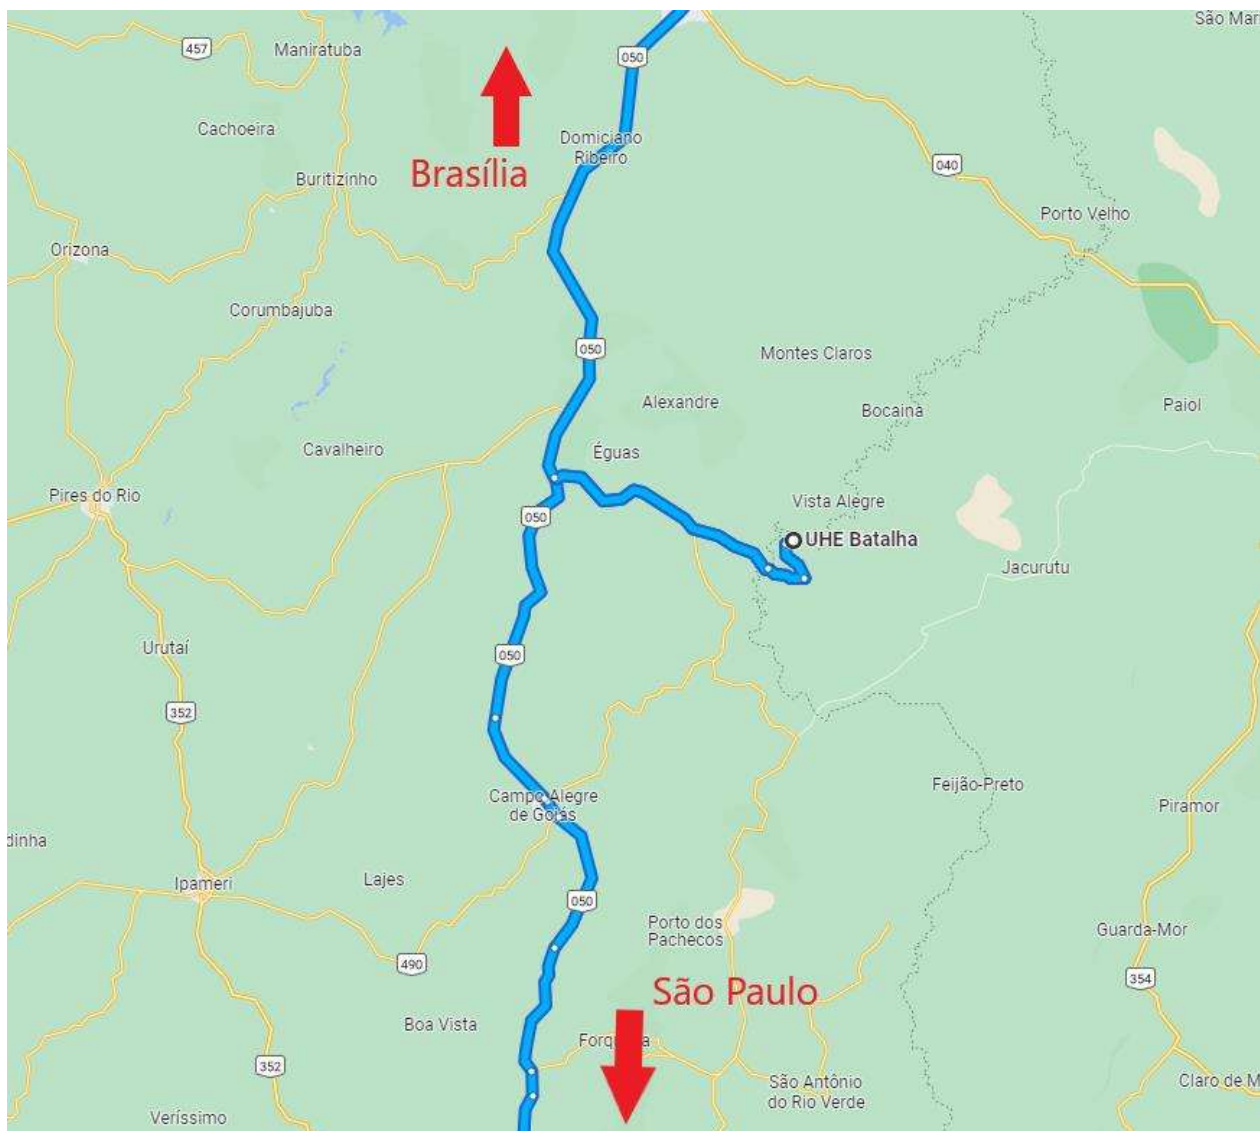 São Mar
050
457
Maniratuba
Cachoeira
Domiciano
Ribeiro
Brasília
040
Buritizinho
Porto Velho
Orizona
Corumbajuba
050
Montes Claros
Alexandre
Bocaina
Paiol
Cavalheiro
Éguas
Pires do Rio
Vista Alegre
050
UHE Batalha
Jacurutu
Urutaí
050
352
Feijão-Preto
Campo Alegre
de Goiás
Piramor
dinha
Ipameri
Lajes
050
Porto dos
Pachecos
Guarda-Mor
490
354
São Paulo
Boa Vista
352
São Antônio
do Rio Verde
Claro de M
Veríssimo